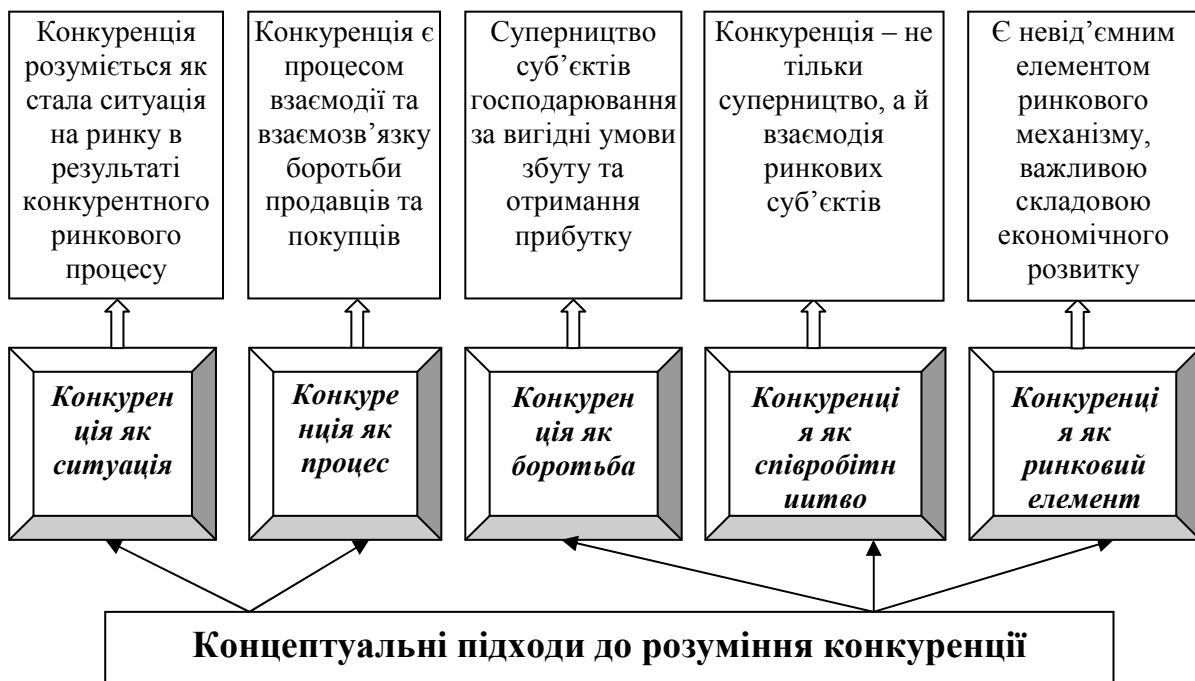 Конкуренція
розуміється як
стала ситуація
на ринку в
результаті
конкурентного
ринкового
процесу
Конкуренція є
процесом
взаємодії та
взаємозв’язку
боротьби
продавців та
покупців
Суперництво
суб’єктів
господарювання
за вигідні умови
збуту та
отримання
прибутку
Конкуренція – не
тільки
суперництво, а й
взаємодія
ринкових
суб’єктів
Є невід’ємним
елементом
ринкового
механізму,
важливою
складовою
економічного
розвитку
Конкурен
ція як
ситуація
Конкуре
нція як
процес
Конкурен
ція як
боротьба
Конкуренці
я як
співробітн
ицтво
Конкуренці
я як
ринковий
елемент
Концептуальні підходи до розуміння конкуренції